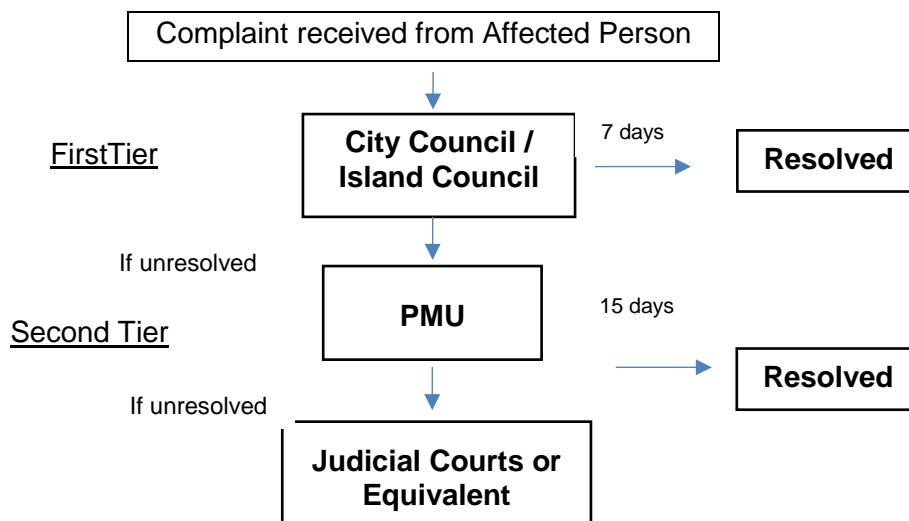 Complaint received from Affected Person
FirstTier
City Council /
Island Council
7 days
Resolved
If unresolved
PMU
15 days
Second Tier
Resolved
If unresolved
Judicial Courts or
Equivalent